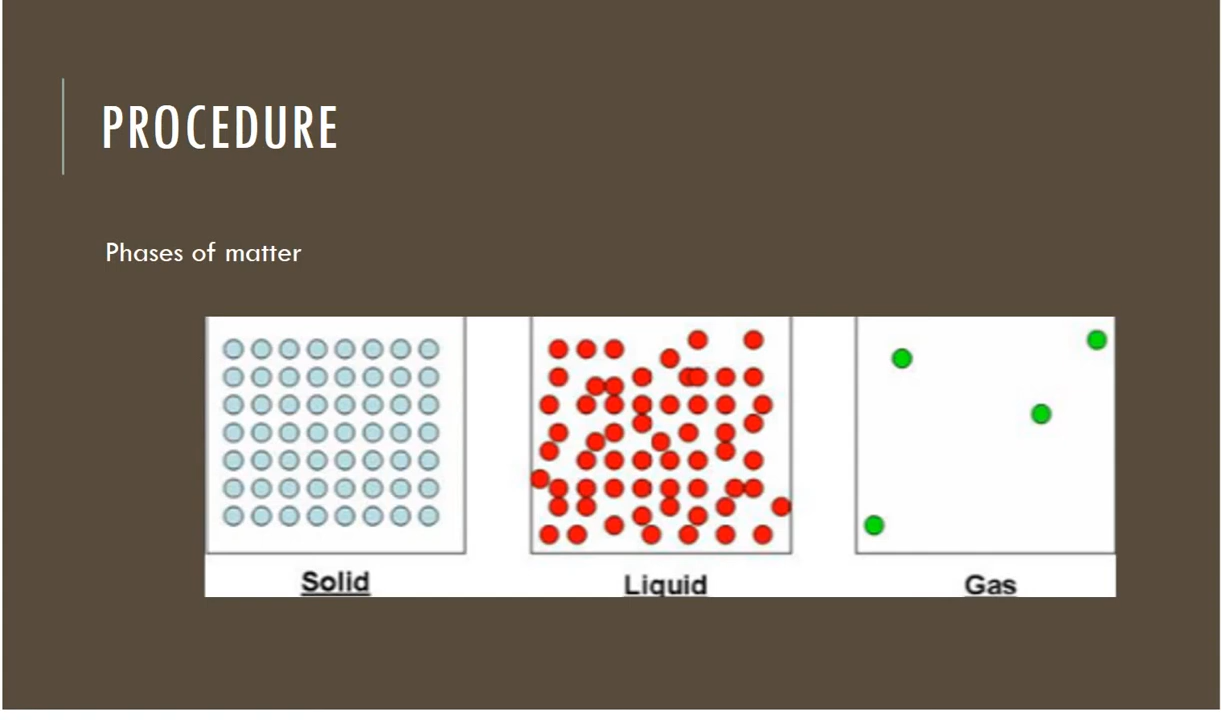 PROCEDURE
Phases of matter
Solid
Liquid
Gas